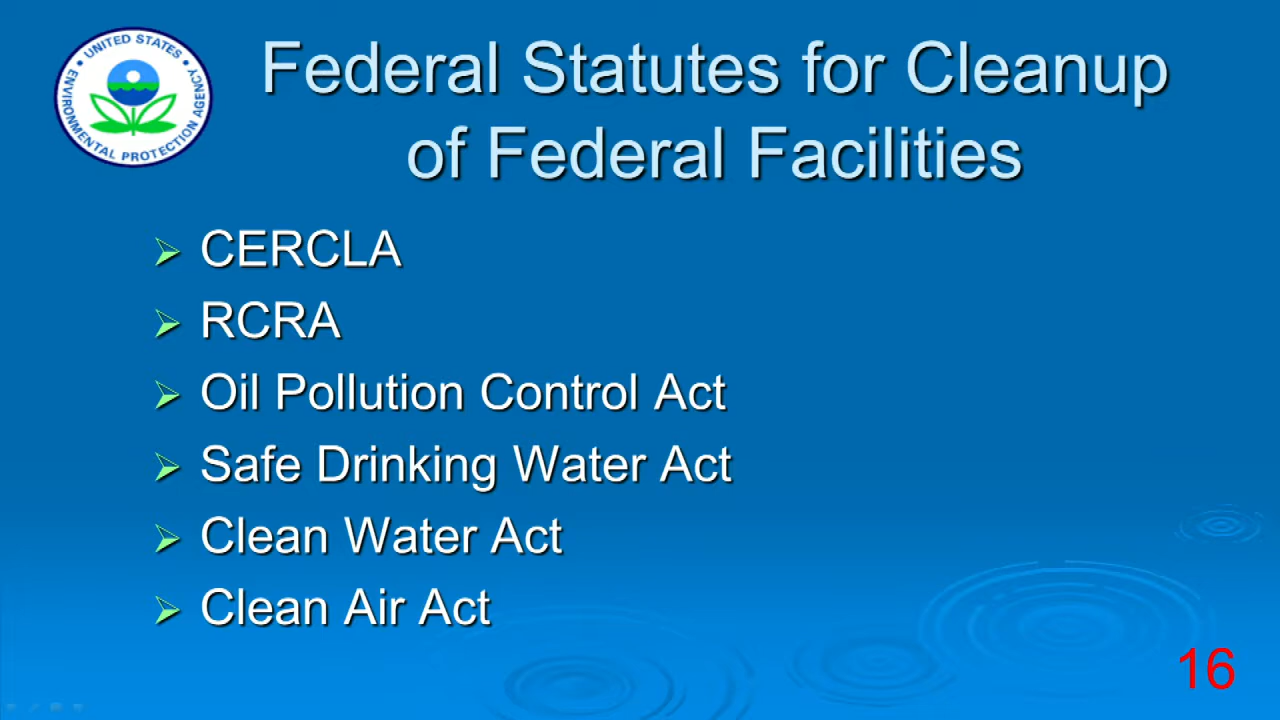 UNITED STATES
ENVIRONMENTAL PROTECTION AGENCY
Federal Statutes for Cleanup
of Federal Facilities
CERCLA
RCRA
Oil Pollution Control Act
Safe Drinking Water Act
Clean Water Act
Clean Air Act
16